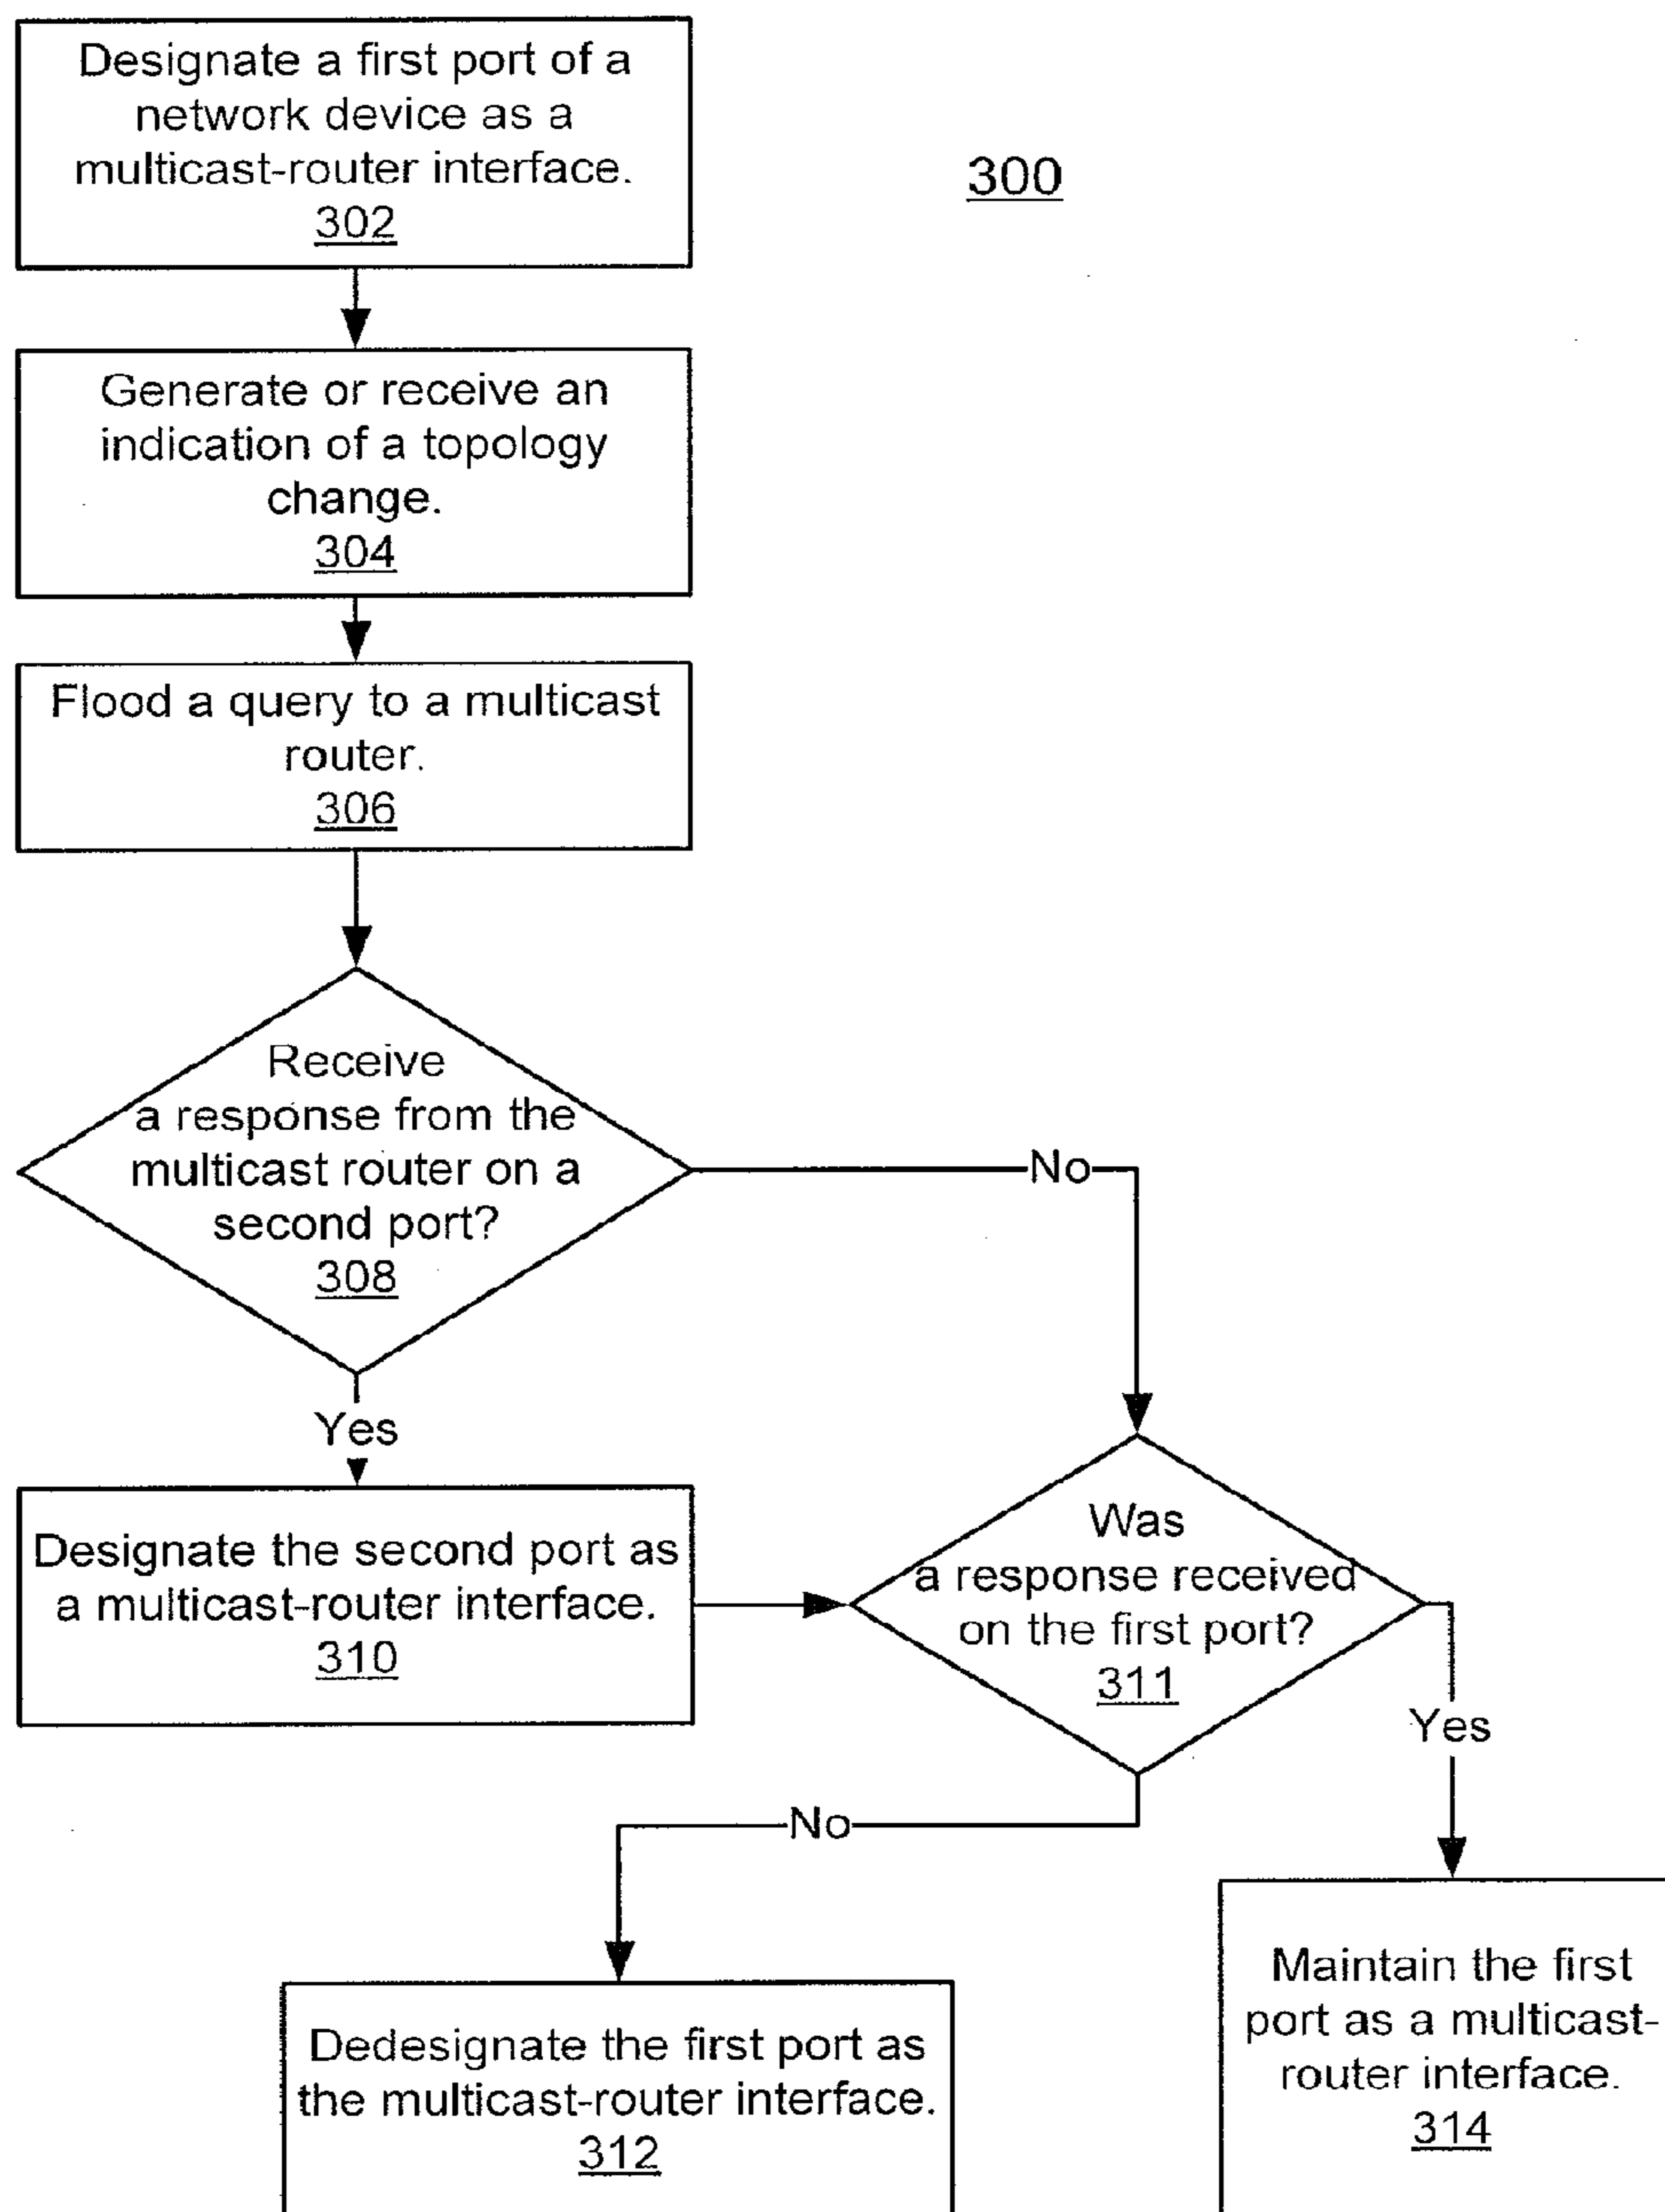 Designate a first port of a
network device as a
multicast-router interface.
302
300
Generate or receive an
indication of a topology
change.
304
Flood a query to a multicast
router.
306
Receive
a response from the
multicast router on a
second port?
308
No
Yes
Designate the second port as
a multicast-router interface.
310
Was
a response received
on the first port?
311
Yes
No
Dedesignate the first port as
the multicast-router interface.
312
Maintain the first
port as a multicast-
router interface.
314